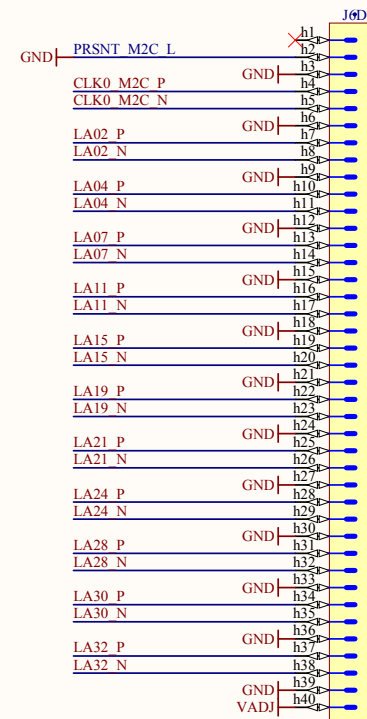 J6D
h1
GND PRSNT_M2C_L h2
GND h3
CLK0_M2C_P h4
CLK0_M2C_N h5
GND h6
LA02_P h7
LA02_N h8
GND h9
LA04_P h10
LA04_N h11
GND h12
LA07_P h13
LA07_N h14
GND h15
LA11_P h16
LA11_N h17
GND h18
LA15_P h19
LA15_N h20
GND h21
LA19_P h22
LA19_N h23
GND h24
LA21_P h25
LA21_N h26
GND h27
LA24_P h28
LA24_N h29
GND h30
LA28_P h31
LA28_N h32
GND h33
LA30_P h34
LA30_N h35
GND h36
LA32_P h37
LA32_N h38
GND h39
VADJ h40